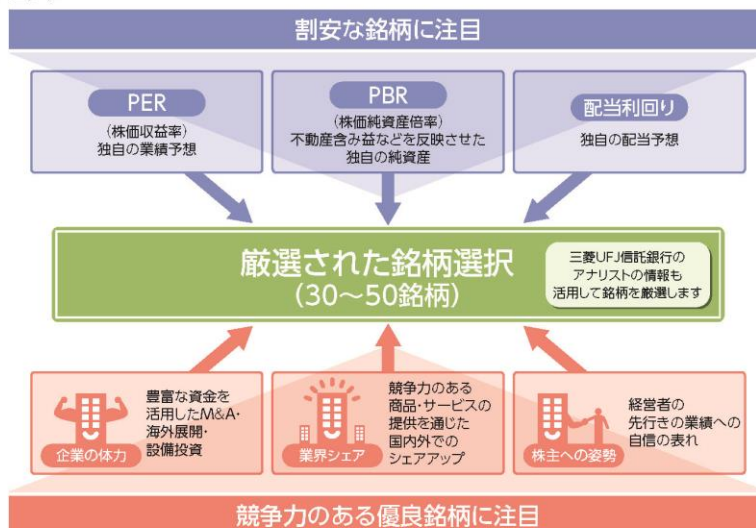 割安な銘柄に注目
PER
(株価収益率)
独自の業績予想
PBR
(株価純資産倍率)
不動産含み益などを反映させた
独自の純資産
配当利回り
独自の配当予想
厳選された銘柄選択
(30~50銘柄)
三菱UFJ信託銀行の
アナリストの情報も
活用して銘柄を厳選します
豊富な資金を
活用したM&A・
海外展開・
設備投資
企業の体力
競争力のある
商品・サービスの
提供を通じた
国内外での
シェアアップ
業界シェア
経営者の
先行きの業績への
自信の表れ
株主への姿勢
競争力のある優良銘柄に注目